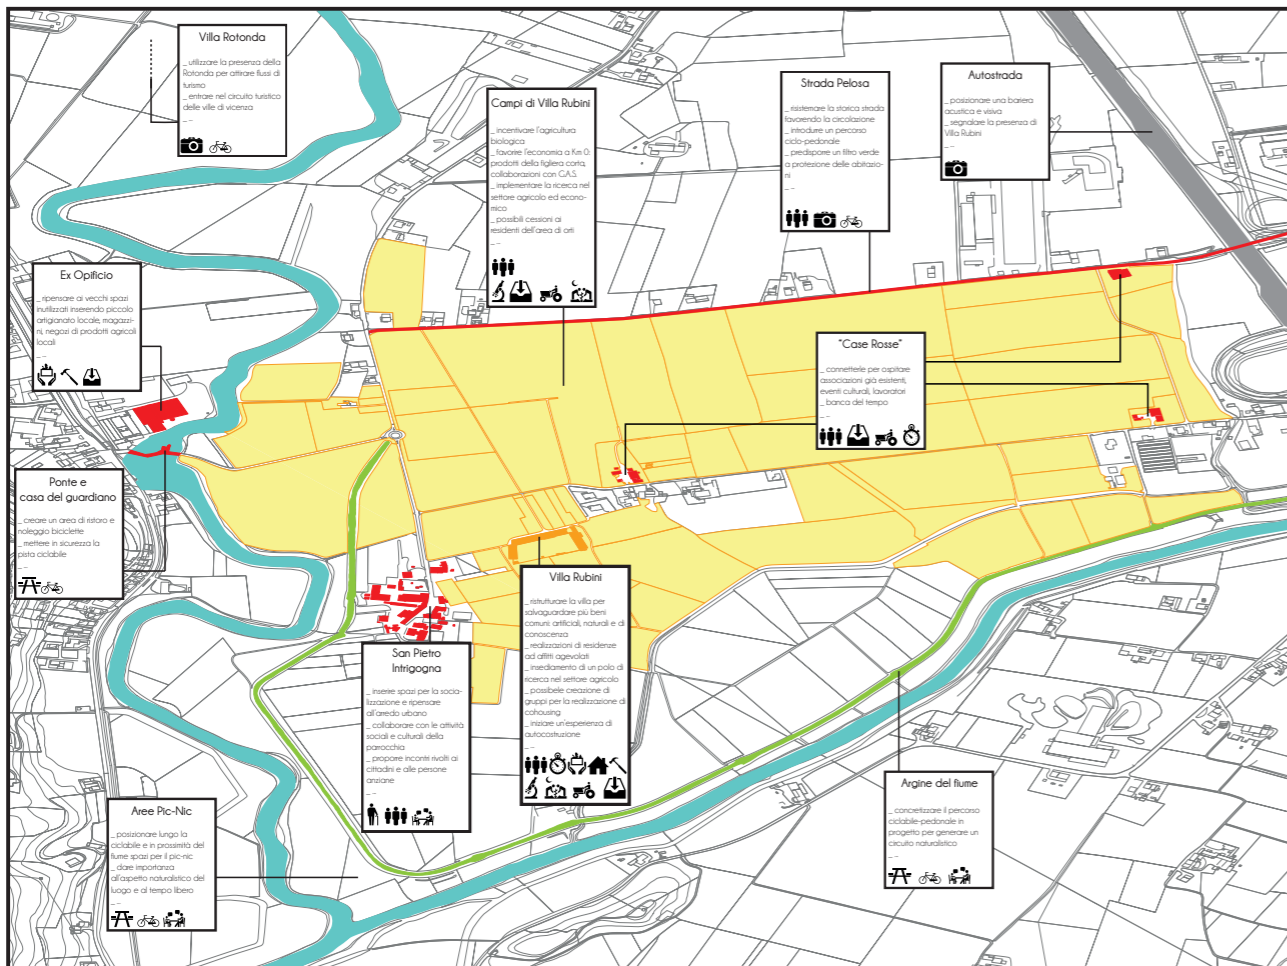 Villa Rotonda
_ utilizzare la presenza della
Rotonda per attirare flussi di
turismo
_ entrare nel circuito turistico
delle ville di vicenza
_ ...
Campi di Villa Rubini
_ incentivare l'agricultura
biologica
_ favorire l'economia a Km 0:
prodotti della figliera corta,
collaborazioni con G.A.S.
_ implementare la ricerca nel
settore agricolo ed econo-
mico
_ possibili cessioni ai
residenti dell'area di orti
_ ...
Strada Pelosa
_ risistemare la storica strada
favorendo la circolazione
_ introdurre un percorso
ciclo-pedonale
_ predisporre un filtro verde
a protezione delle abitazio-
ni
_ ...
Autostrada
_ posizionare una bariera
acustica e visiva
_ segnalare la presenza di
Villa Rubini
_ ...
Ex Opificio
_ ripensare ai vecchi spazi
inutilizzati inserendo piccolo
artigianato locale, magazzi-
ni, negozi di prodotti agricoli
locali
_ ...
"Case Rosse"
_ connetterle per ospitare
associazioni già esistenti,
eventi culturali, lavoratori
_ banca del tempo
_ ...
Ponte e
casa del guardiano
_ creare un area di ristoro e
noleggio biciclette
_ mettere in sicurezza la
pista ciclabile
_ ...
Villa Rubini
_ ristrutturare la villa per
salvaguardare più beni
comuni artificiali, naturali e di
conoscenza
_ realizzazioni di residenze
ad affitti agevolati
_ insediamento di un polo di
ricerca nel settore agricolo
_ possibele creazione di
gruppi per la realizzazione di
cohousing
_ iniziare un'esperienza di
autocostruzione
_ ...
San Pietro
Intrigogna
_ inserire spazi per la socia-
lizzazione e ripensare
all'aredo urbano
_ collaborare con le attività
sociali e culturali della
parrocchia
_ proporre incontri rivolti ai
cittadini e alle persone
anziane
_ ...
Aree Pic-Nic
_ posizionare lungo la
ciclabile e in prossimità del
fiume spazi per il pic-nic
_ dare importanza
all'aspetto naturalistico del
luogo e al tempo libero
_ ...
Argine del fiume
_ concretizzare il percorso
ciclabile-pedonale in
progetto per generare un
circuito naturalistico
_ ...